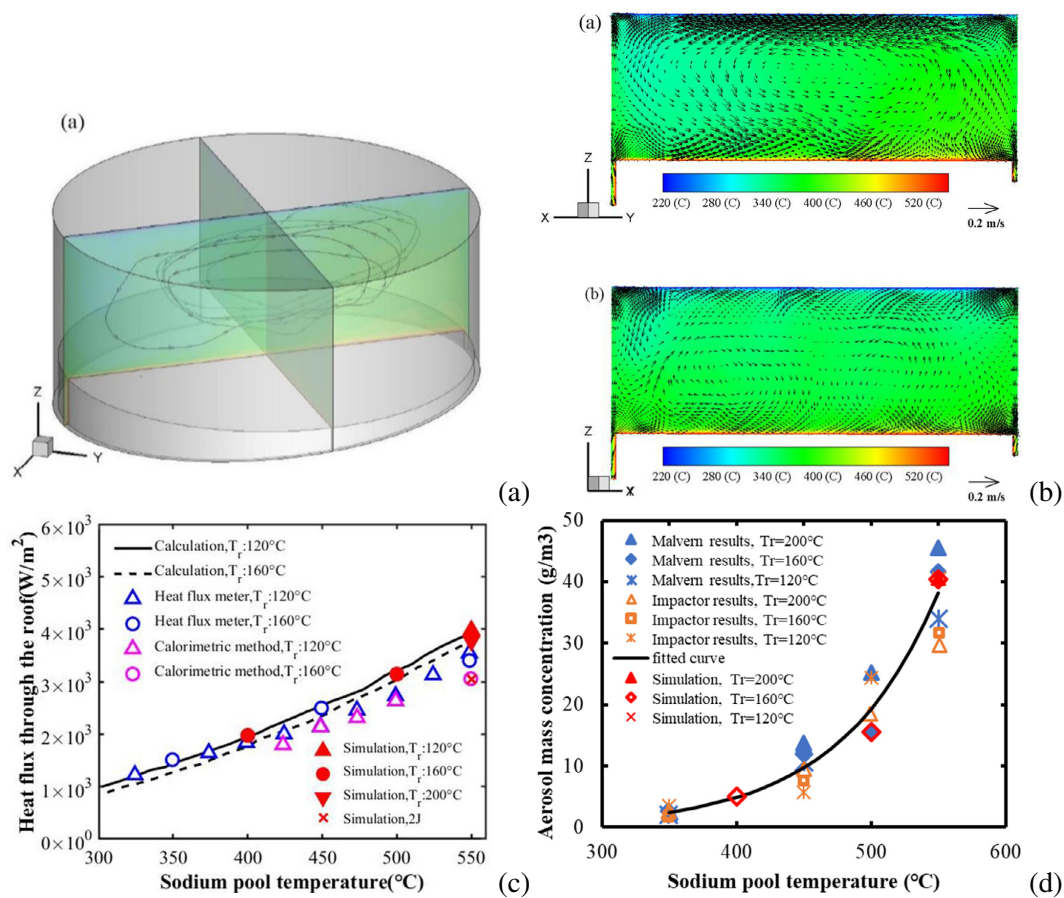 (a)
Z
X
Y
(a)
(a)
Z
X
Y
220 (C) 280 (C) 340 (C) 400 (C) 460 (C) 520 (C)
0.2 m/s
(b)
Z
220 (C) 280 (C) 340 (C) 400 (C) 460 (C) 520 (C)
0.2 m/s
(b)
Heat flux through the roof(W/m²)
6×10³
5×10³
4×10³
3×10³
2×10³
1×10³
0×10⁰
Calculation,Tr:120°C
Calculation,Tr:160°C
Heat flux meter,Tr:120°C
Heat flux meter,Tr:160°C
Calorimetric method,Tr:120°C
Calorimetric method,Tr:160°C
Simulation,Tr:120°C
Simulation,Tr:160°C
Simulation,Tr:200°C
Simulation,2J
300 350 400 450 500 550
Sodium pool temperature(°C)
(c)
Aerosol mass concentration (g/m3)
50
40
30
20
10
0
Malvern results, Tr=200°C
Malvern results, Tr=160°C
Malvern results,Tr=120°C
Impactor results, Tr=200°C
Impactor results, Tr=160°C
Impactor results, Tr=120°C
fitted curve
Simulation, Tr=200°C
Simulation, Tr=160°C
Simulation, Tr=120°C
300 400 500 600
Sodium pool temperature (°C)
(d)